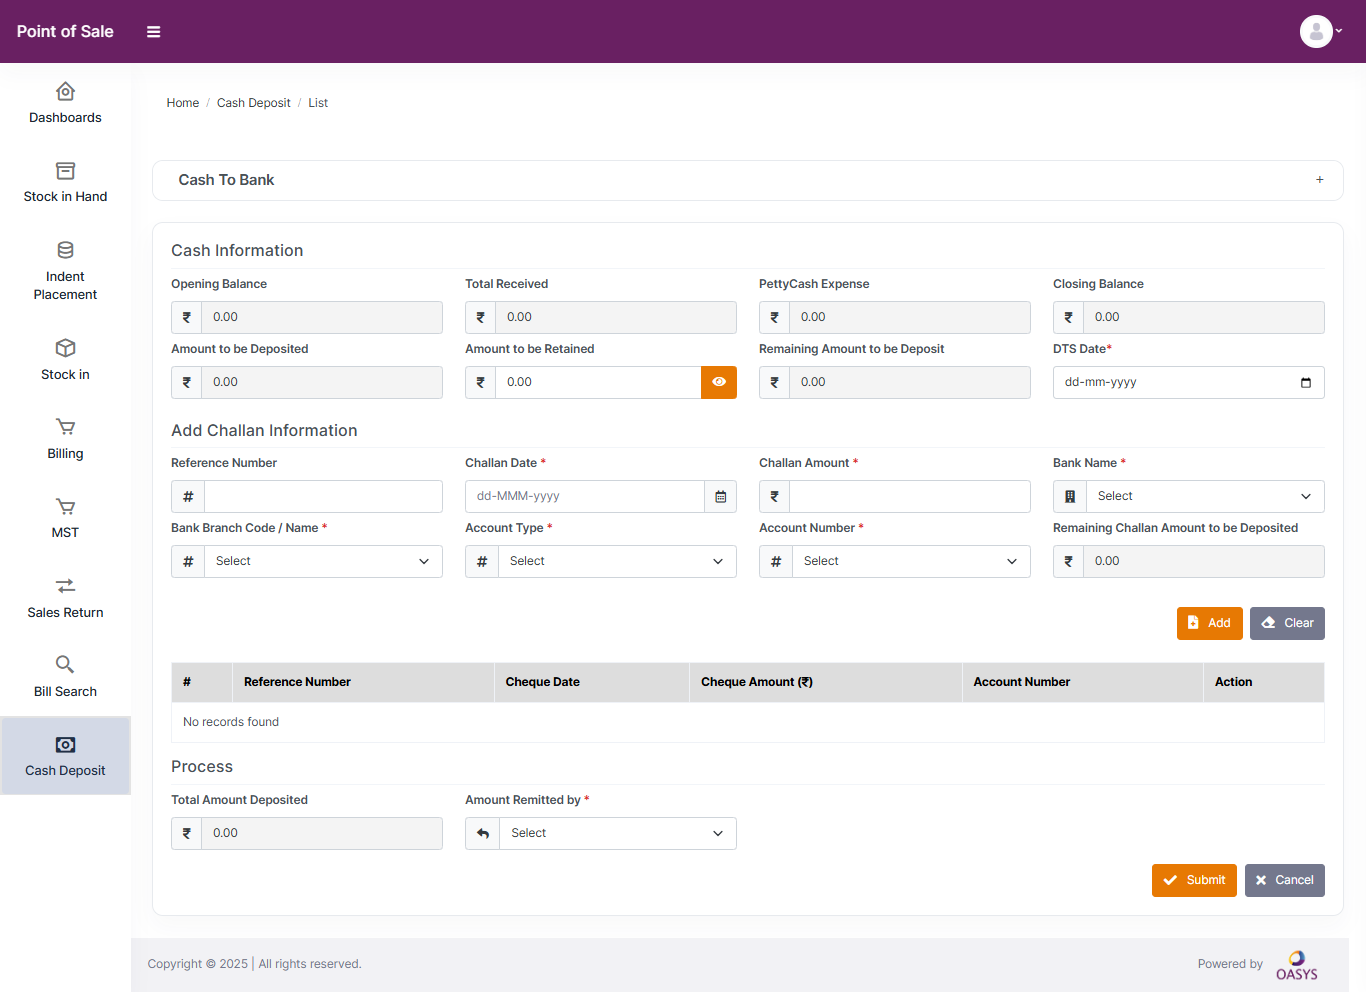 Point of Sale
Dashboards
Stock in Hand
Indent
Placement
Stock in
Billing
MST
Sales Return
Bill Search
Cash Deposit
Home / Cash Deposit / List
Cash To Bank +
Cash Information
Opening Balance Total Received PettyCash Expense Closing Balance
₹ 0.00 ₹ 0.00 ₹ 0.00 ₹ 0.00
Amount to be Deposited Amount to be Retained Remaining Amount to be Deposit DTS Date*
₹ 0.00 ₹ 0.00 ₹ 0.00 dd-mm-yyyy
Add Challan Information
Reference Number Challan Date * Challan Amount * Bank Name *
# dd-MMM-yyyy ₹ Select
Bank Branch Code / Name * Account Type * Account Number * Remaining Challan Amount to be Deposited
# Select # Select # Select ₹ 0.00
Add Clear
# Reference Number Cheque Date Cheque Amount (₹) Account Number Action
No records found
Process
Total Amount Deposited Amount Remitted by *
₹ 0.00 Select
Submit Cancel
Copyright © 2025 | All rights reserved. Powered by OASYS